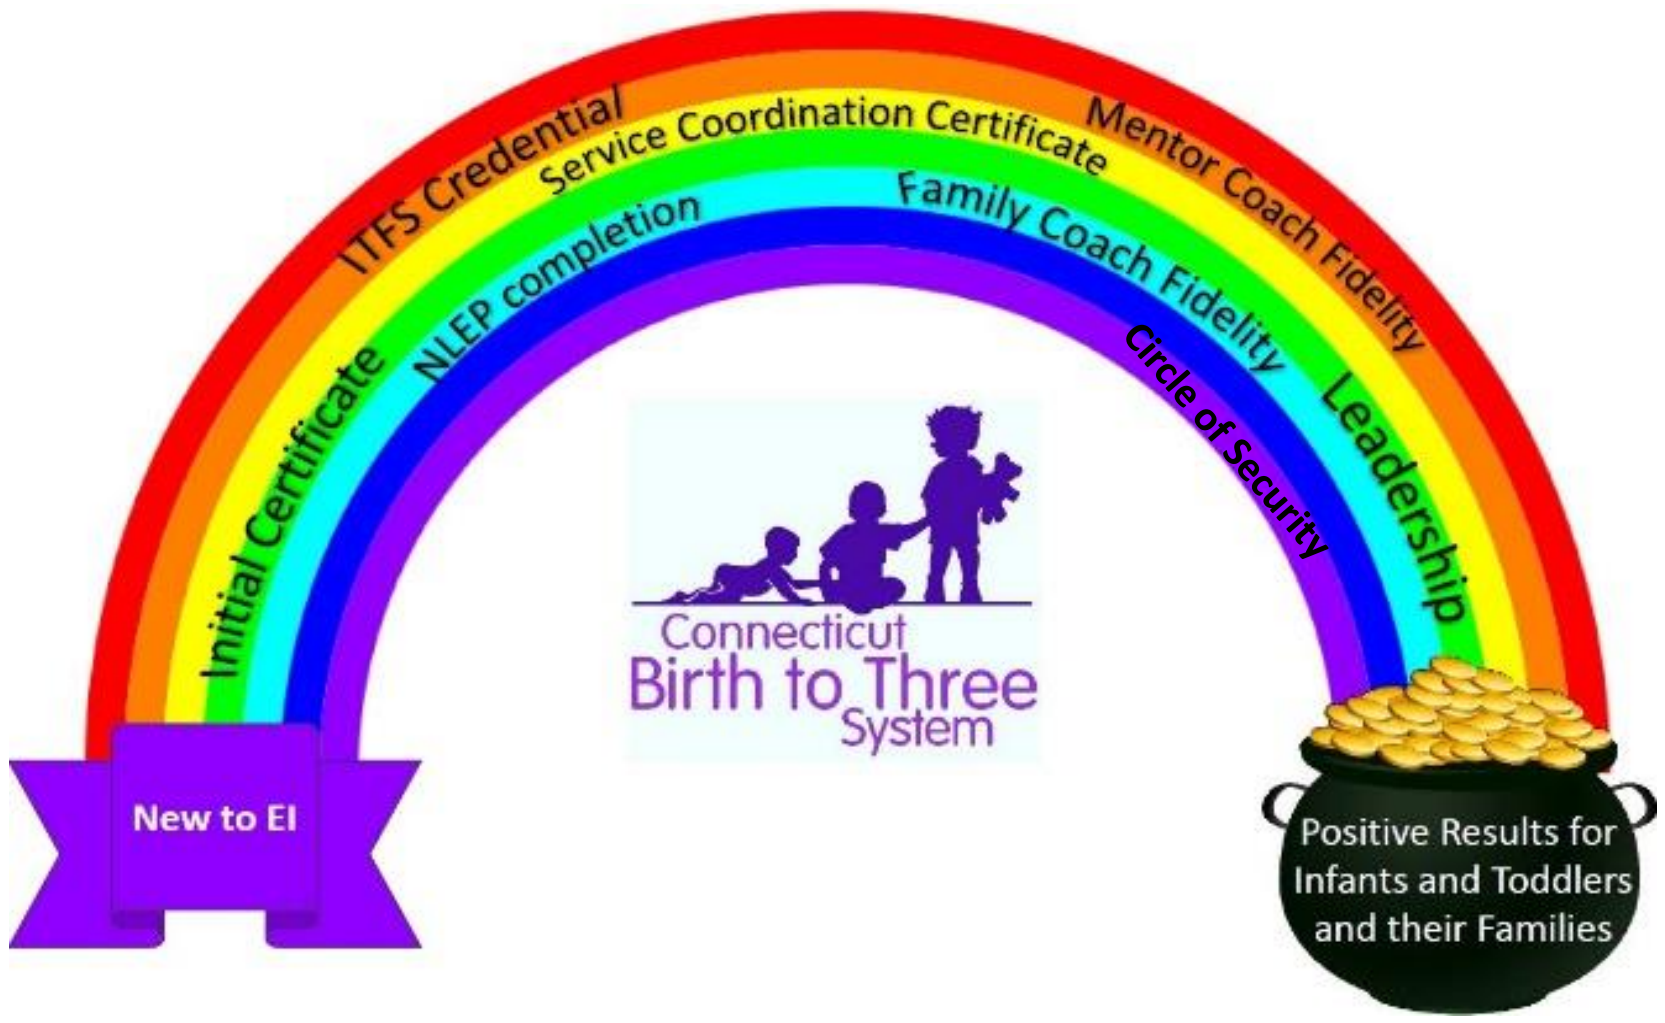 ITFS Credential
Service Coordination Certificate
Mentor Coach Fidelity
Initial Certificate
NLEP completion
Family Coach Fidelity
Leadership
Circle of Security
Connecticut
Birth to Three
System
New to EI
Positive Results for
Infants and Toddlers
and their Families